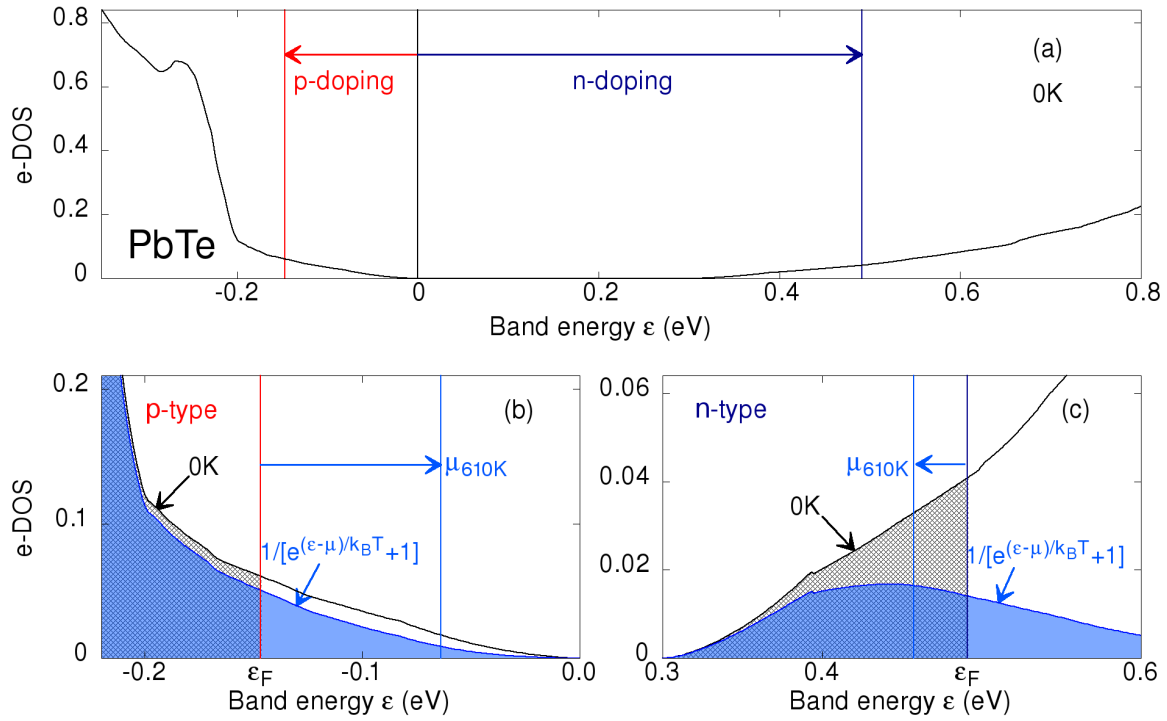 0.8
0.6
0.4
0.2
0
e-DOS
p-doping
n-doping
(a)
0K
PbTe
-0.2 0 0.2 0.4 0.6 0.8
Band energy ε (eV)
0.2
0.1
0
e-DOS
p-type
(b)
0K
μ610K
1/[e(ε-μ)/kBT+1]
-0.2 εF -0.1 0.0
Band energy ε (eV)
0.06
0.04
0.02
0
n-type
(c)
μ610K
0K
1/[e(ε-μ)/kBT+1]
0.3 0.4 εF 0.6
Band energy ε (eV)